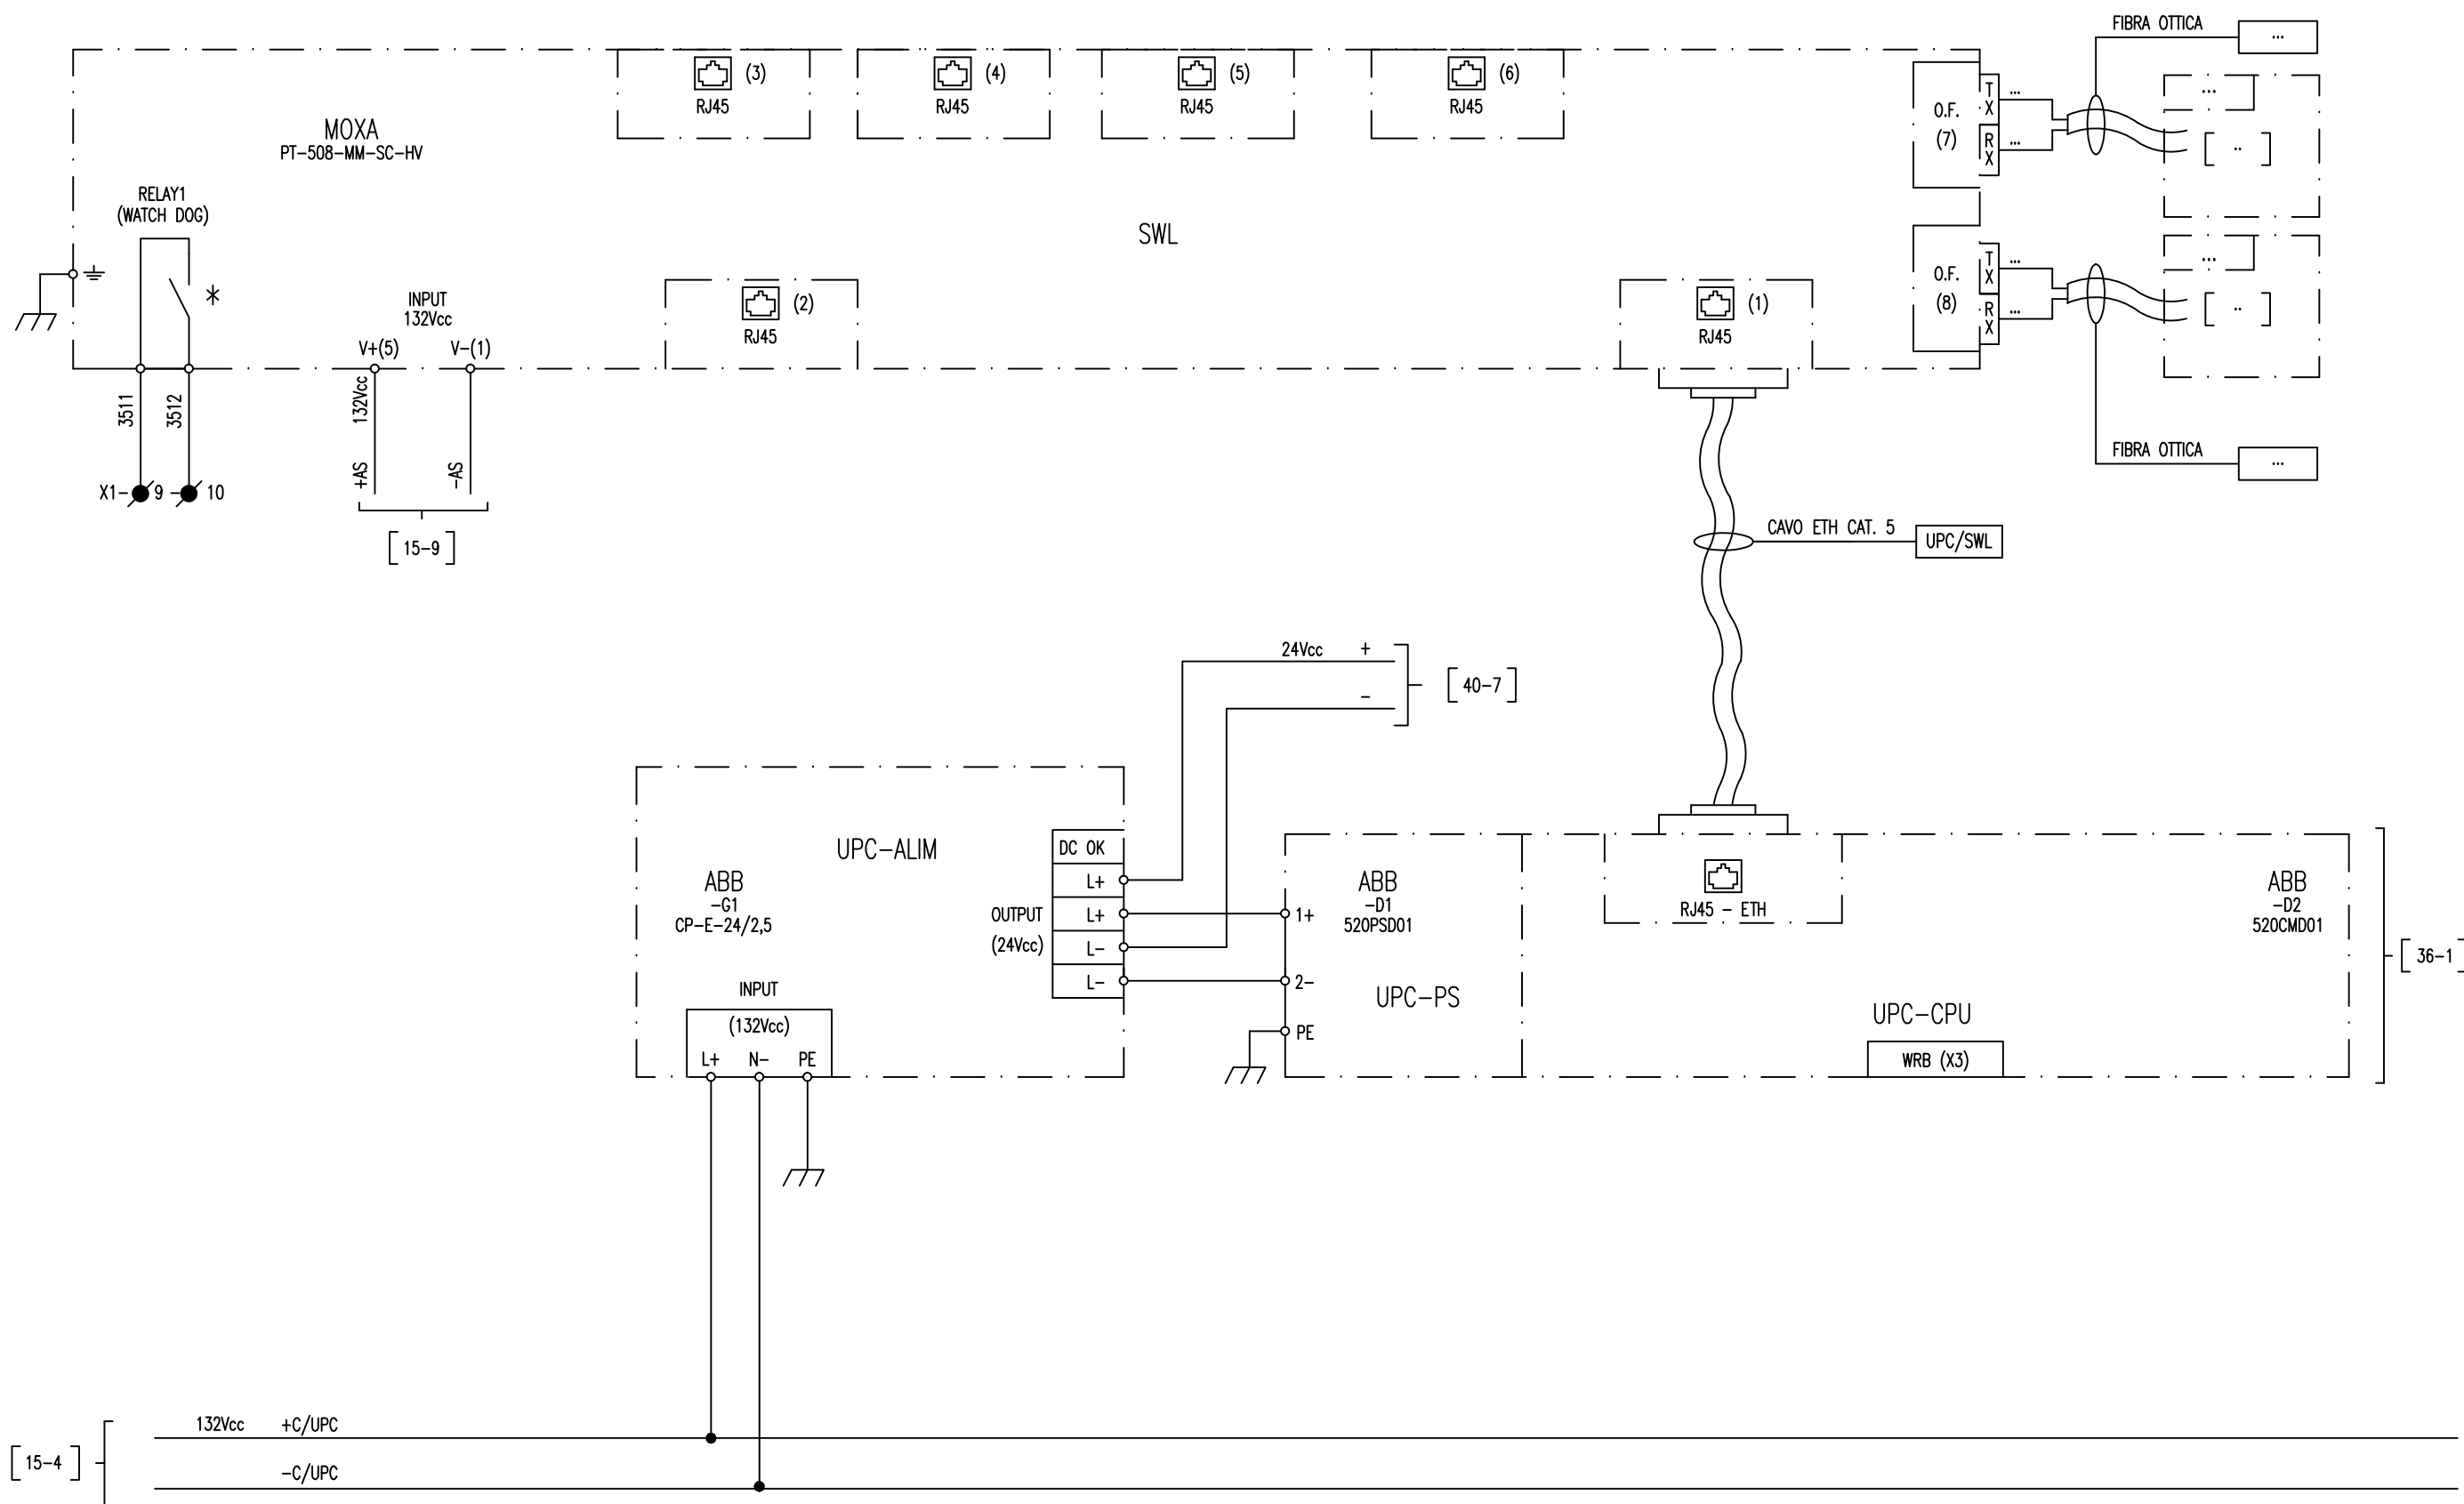 FIBRA OTTICA
...
(3)
RJ45
(4)
RJ45
(5)
RJ45
(6)
RJ45
MOXA
PT-508-MM-SC-HV
O.F.
(7)
TX
RX
...
...
...
..
RELAY1
(WATCH DOG)
SWL
*
INPUT
132Vcc
V+(5)
V-(1)
(2)
RJ45
(1)
RJ45
O.F.
(8)
TX
RX
...
...
...
..
3511
3512
132Vcc
+AS
-AS
X1-
9
-
10
15-9
FIBRA OTTICA
...
CAVO ETH CAT. 5
UPC/SWL
24Vcc
+
-
40-7
UPC-ALIM
ABB
-G1
CP-E-24/2,5
DC OK
L+
L+
L-
L-
OUTPUT
(24Vcc)
INPUT
(132Vcc)
L+
N-
PE
1+
2-
PE
ABB
-D1
520PSD01
UPC-PS
RJ45 - ETH
ABB
-D2
520CMD01
UPC-CPU
WRB (X3)
36-1
132Vcc
+C/UPC
-C/UPC
15-4